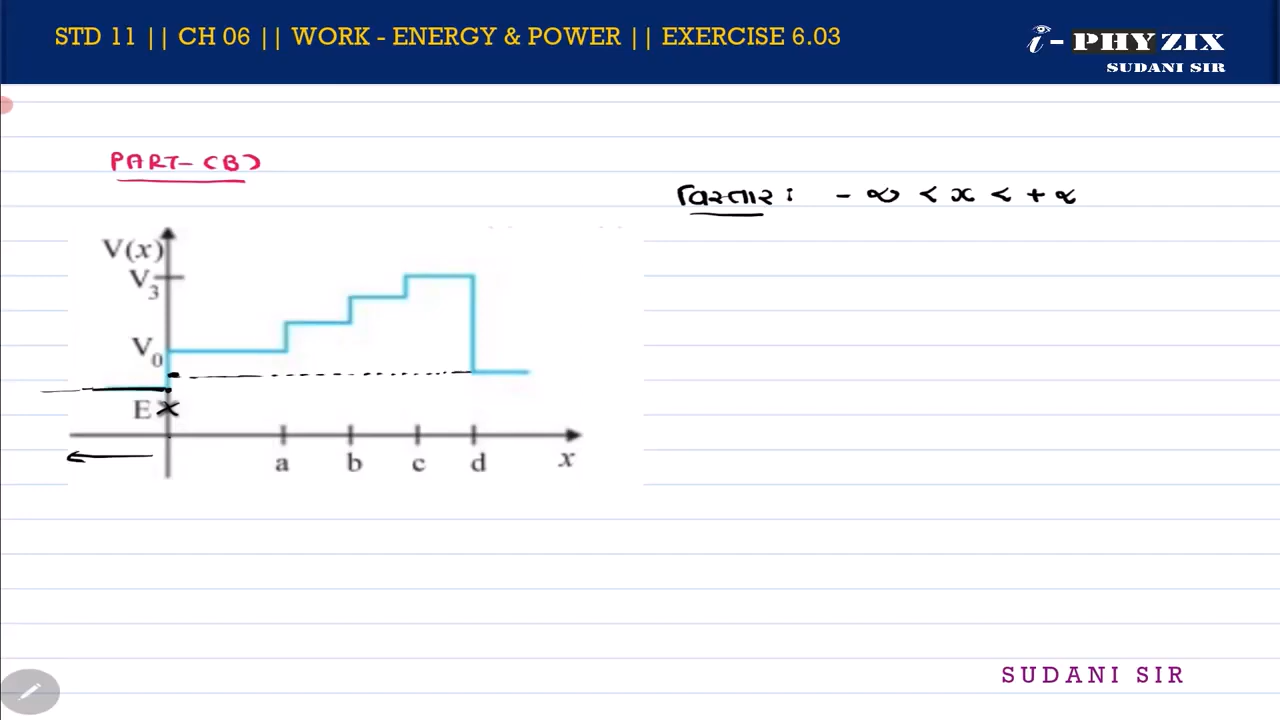 STD 11 || CH 06 || WORK - ENERGY & POWER || EXERCISE 6.03
i - PHYZIX
SUDANI SIR
PART-(B)
વિસ્તાર : - ∞ < x < + ∝
V(x)
V3
V0
E
a b c d x
SUDANI SIR